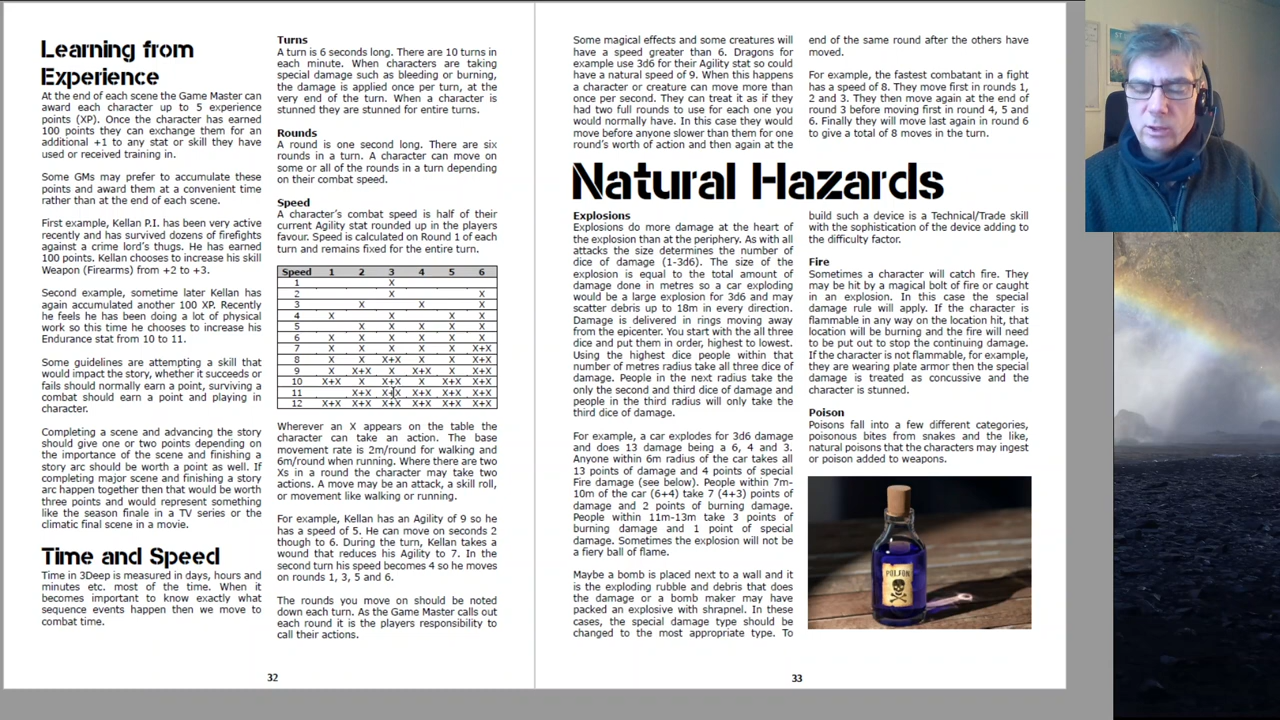 Learning from
Experience
At the end of each scene the Game Master can
award each character up to 5 experience
points (XP). Once the character has earned
100 points they can exchange them for an
additional +1 to any stat or skill they have
used or received training in.
Some GMs may prefer to accumulate these
points and award them at a convenient time
rather than at the end of each scene.
First example, Kellan P.I. has been very active
recently and has survived dozens of firefights
against a crime lord's thugs. He has earned
100 points. Kellan chooses to increase his skill
Weapon (Firearms) from +2 to +3.
Second example, sometime later Kellan has
again accumulated another 100 XP. Recently
he feels he has been doing a lot of physical
work so this time he chooses to increase his
Endurance stat from 10 to 11.
Some guidelines are attempting a skill that
would impact the story, whether it succeeds or
fails should normally earn a point, surviving a
combat should earn a point and playing in
character.
Completing a scene and advancing the story
should give one or two points depending on
the importance of the scene and finishing a
story arc should be worth a point as well. If
completing major scene and finishing a story
arc happen together then that would be worth
three points and would represent something
like the season finale in a TV series or the
climatic final scene in a movie.
Time and Speed
Time in 3Deep is measured in days, hours and
minutes etc. most of the time. When it
becomes important to know exactly what
sequence events happen then we move to
combat time.
Turns
A turn is 6 seconds long. There are 10 turns in
each minute. When characters are taking
special damage such as bleeding or burning,
the damage is applied once per turn, at the
very end of the turn. When a character is
stunned they are stunned for entire turns.
Rounds
A round is one second long. There are six
rounds in a turn. A character can move on
some or all of the rounds in a turn depending
on their combat speed.
Speed
A character's combat speed is half of their
current Agility stat rounded up in the players
favour. Speed is calculated on Round 1 of each
turn and remains fixed for the entire turn.
Speed 1 2 3 4 5 6
1 X
2 X X
3 X X X
4 X X X X
5 X X X X X
6 X X X X X X
7 X X X X X X+X
8 X X X+X X X X+X
9 X X+X X X+X X X+X
10 X+X X X+X X X+X X+X
11 X+X X+X X+X X+X X+X
12 X+X X+X X+X X+X X+X X+X
Wherever an X appears on the table the
character can take an action. The base
movement rate is 2m/round for walking and
6m/round when running. Where there are two
Xs in a round the character may take two
actions. A move may be an attack, a skill roll,
or movement like walking or running.
For example, Kellan has an Agility of 9 so he
has a speed of 5. He can move on seconds 2
though to 6. During the turn, Kellan takes a
wound that reduces his Agility to 7. In the
second turn his speed becomes 4 so he moves
on rounds 1, 3, 5 and 6.
The rounds you move on should be noted
down each turn. As the Game Master calls out
each round it is the players responsibility to
call their actions.
32
Some magical effects and some creatures will
have a speed greater than 6. Dragons for
example use 3d6 for their Agility stat so could
have a natural speed of 9. When this happens
a character or creature can move more than
once per second. They can treat it as if they
had two full rounds to use for each one you
would normally have. In this case they would
move before anyone slower than them for one
round's worth of action and then again at the
end of the same round after the others have
moved.
For example, the fastest combatant in a fight
has a speed of 8. They move first in rounds 1,
2 and 3. They then move again at the end of
round 3 before moving first in round 4, 5 and
6. Finally they will move last again in round 6
to give a total of 8 moves in the turn.
Natural Hazards
Explosions
Explosions do more damage at the heart of
the explosion than at the periphery. As with all
attacks the size determines the number of
dice of damage (1-3d6). The size of the
explosion is equal to the total amount of
damage done in metres so a car exploding
would be a large explosion for 3d6 and may
scatter debris up to 18m in every direction.
Damage is delivered in rings moving away
from the epicenter. You start with the all three
dice and put them in order, highest to lowest.
Using the highest dice people within that
number of metres radius take all three dice of
damage. People in the next radius take the
only the second and third dice of damage and
people in the third radius will only take the
third dice of damage.
For example, a car explodes for 3d6 damage
and does 13 damage being a 6, 4 and 3.
Anyone within 6m radius of the car takes all
13 points of damage and 4 points of special
Fire damage (see below). People within 7m-
10m of the car (6+4) take 7 (4+3) points of
damage and 2 points of burning damage.
People within 11m-13m take 3 points of
burning damage and 1 point of special
damage. Sometimes the explosion will not be
a fiery ball of flame.
Maybe a bomb is placed next to a wall and it
is the exploding rubble and debris that does
the damage or a bomb maker may have
packed an explosive with shrapnel. In these
cases, the special damage type should be
changed to the most appropriate type. To
build such a device is a Technical/Trade skill
with the sophistication of the device adding to
the difficulty factor.
Fire
Sometimes a character will catch fire. They
may be hit by a magical bolt of fire or caught
in an explosion. In this case the special
damage rule will apply. If the character is
flammable in any way on the location hit, that
location will be burning and the fire will need
to be put out to stop the continuing damage.
If the character is not flammable, for example,
they are wearing plate armor then the special
damage is treated as concussive and the
character is stunned.
Poison
Poisons fall into a few different categories,
poisonous bites from snakes and the like,
natural poisons that the characters may ingest
or poison added to weapons.
POISON
33